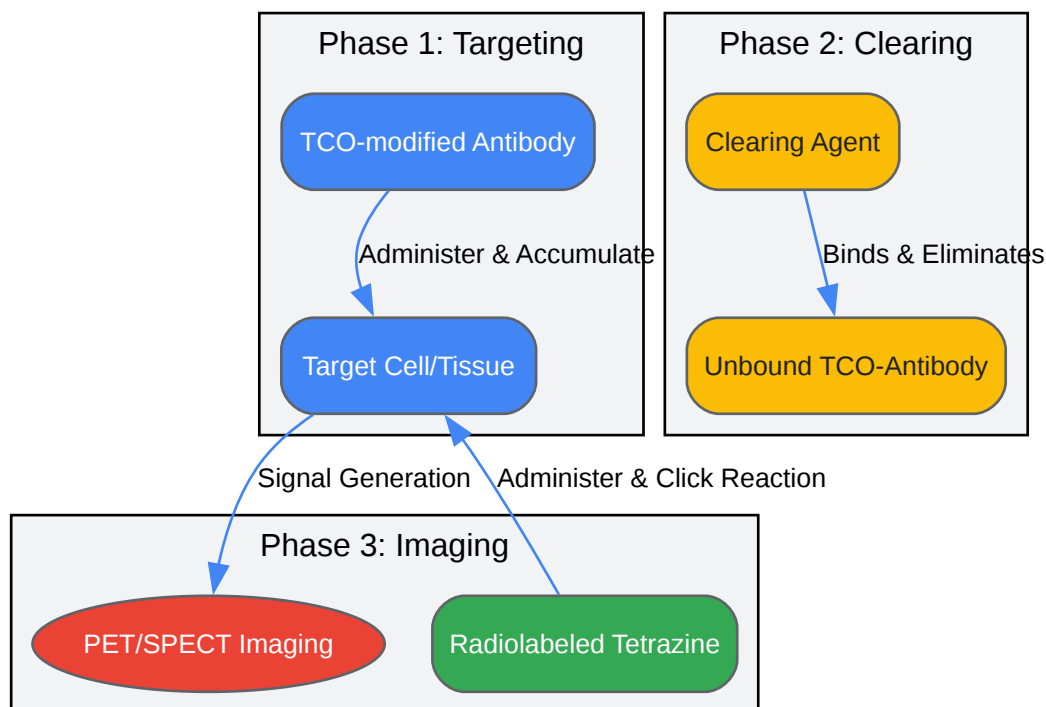 Phase 1: Targeting
TCO-modified Antibody
Administer & Accumulate
Target Cell/Tissue
Phase 2: Clearing
Clearing Agent
Binds & Eliminates
Unbound TCO-Antibody
Signal Generation
Administer & Click Reaction
Phase 3: Imaging
PET/SPECT Imaging
Radiolabeled Tetrazine